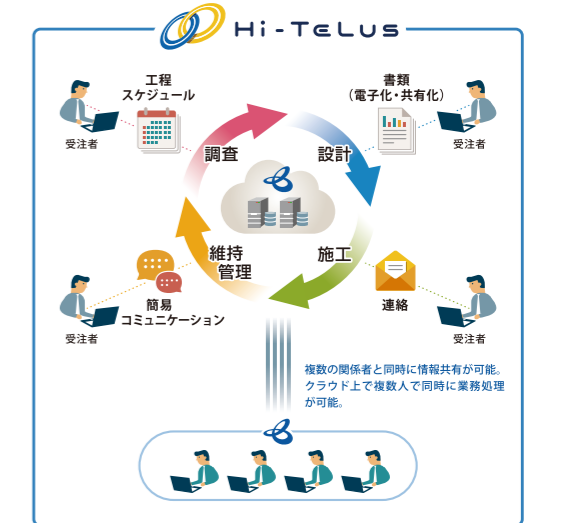 Hi-TeLus
工程
スケジュール
受注者
書類
（電子化・共有化）
受注者
調査
設計
維持
管理
施工
簡易
コミュニケーション
受注者
連絡
受注者
複数の関係者と同時に情報共有が可能。
クラウド上で複数人で同時に業務処理
が可能。